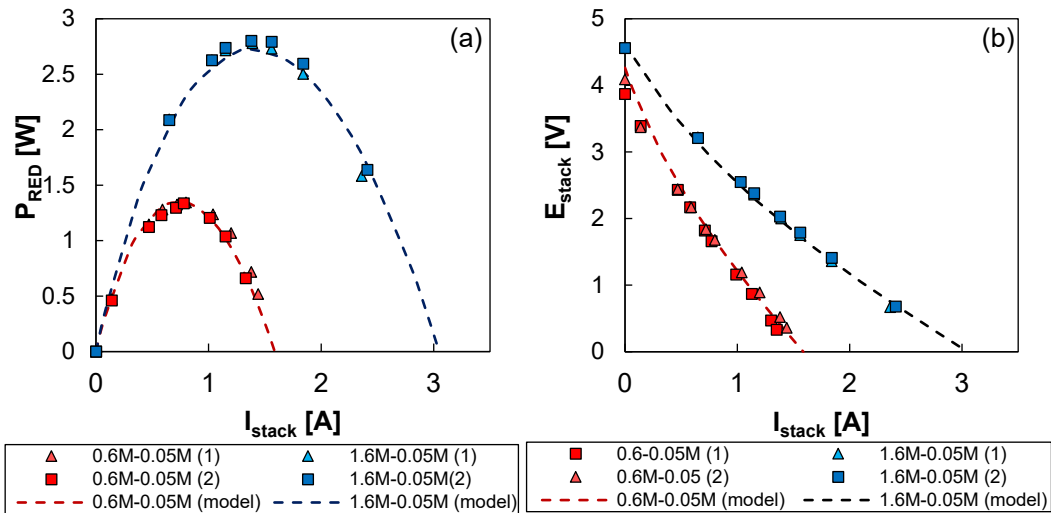 (a)
3
2.5
2
1.5
1
0.5
0
P_RED [W]
0 1 2 3
I_stack [A]
0.6M-0.05M (1) 1.6M-0.05M (1)
0.6M-0.05M (2) 1.6M-0.05M(2)
0.6M-0.05M (model) 1.6M-0.05M (model)
(b)
5
4
3
2
1
0
E_stack [V]
0 1 2 3
I_stack [A]
0.6-0.05M (1) 1.6M-0.05M (1)
0.6M-0.05 (2) 1.6M-0.05M (2)
0.6M-0.05M (model) 1.6M-0.05M (model)